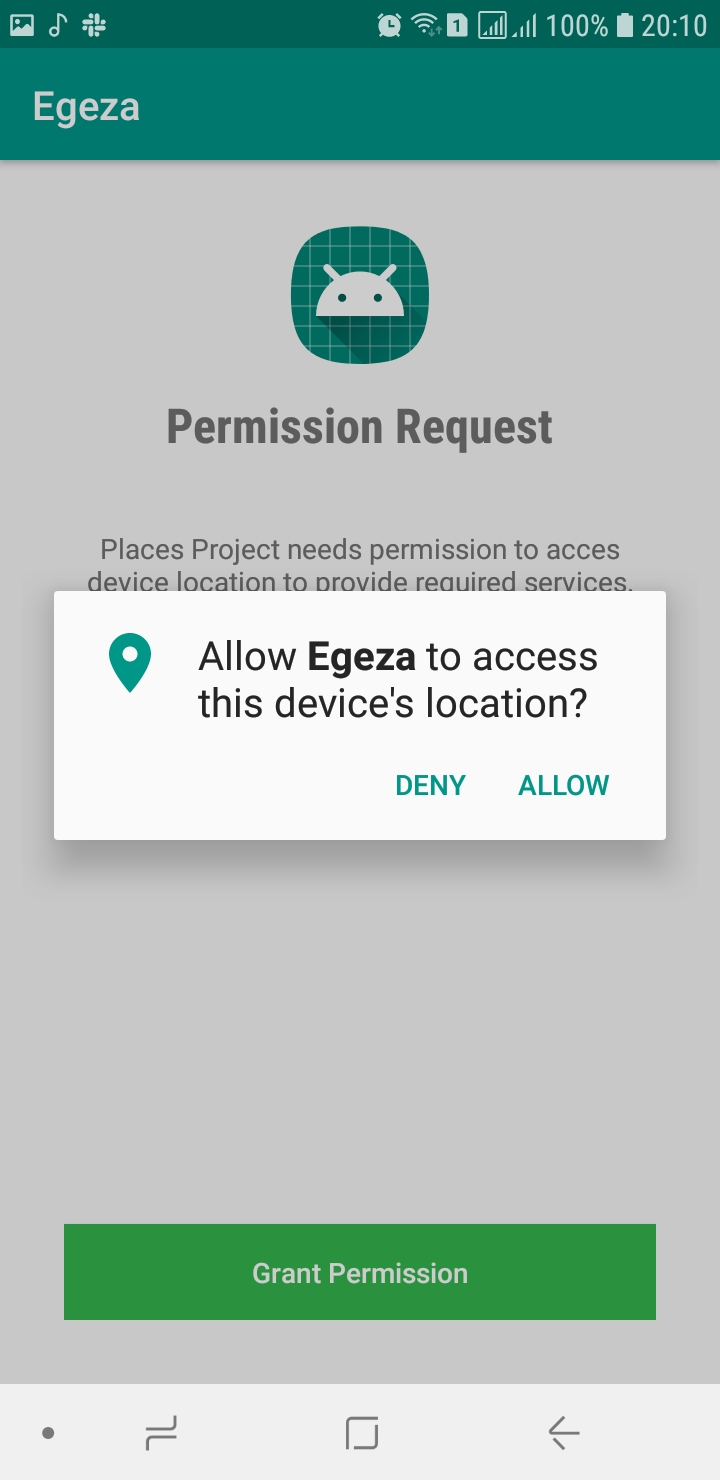 1 100% 20:10
Egeza
Permission Request
Places Project needs permission to acces
device location to provide required services.
Allow Egeza to access
this device's location?
DENY ALLOW
Grant Permission